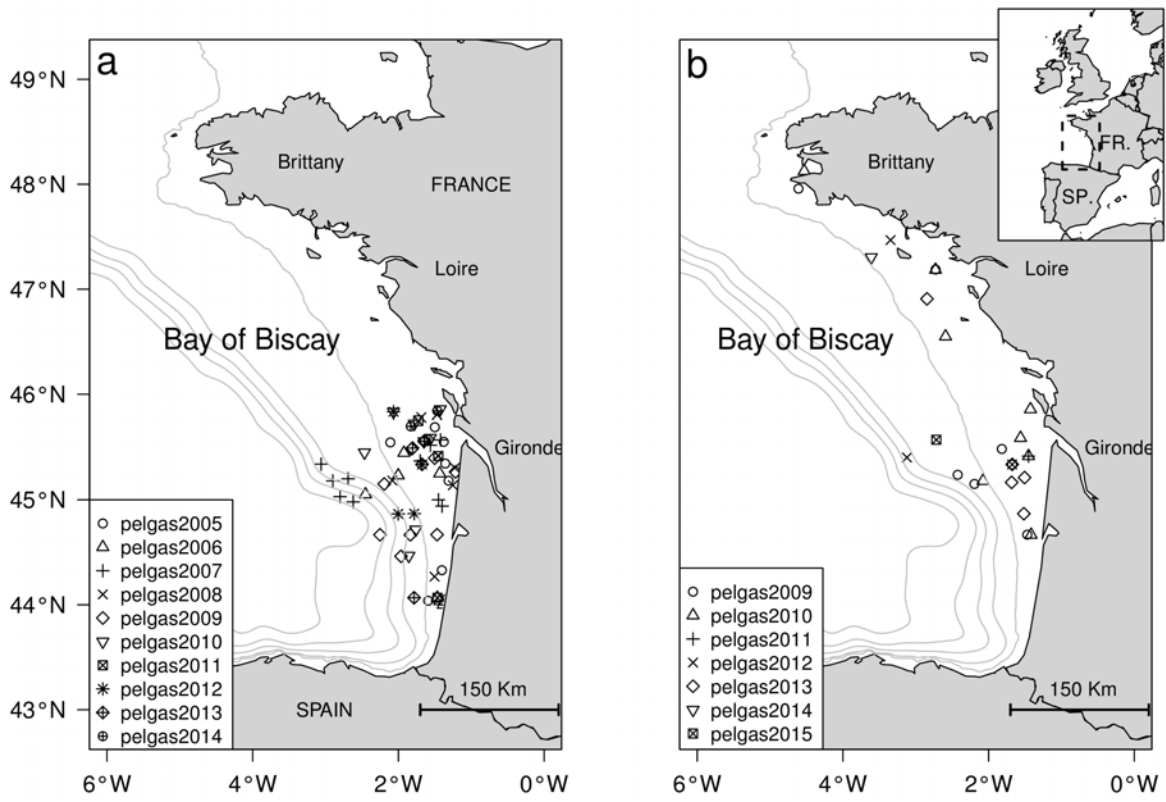 a
49°N
48°N
47°N
46°N
45°N
44°N
43°N
Brittany
FRANCE
Loire
Bay of Biscay
Gironde
pelgas2005
pelgas2006
pelgas2007
pelgas2008
pelgas2009
pelgas2010
pelgas2011
pelgas2012
pelgas2013
pelgas2014
SPAIN
150 Km
6°W
4°W
2°W
0°W
b
FR.
SP.
Brittany
Loire
Bay of Biscay
Gironde
pelgas2009
pelgas2010
pelgas2011
pelgas2012
pelgas2013
pelgas2014
pelgas2015
150 Km
6°W
4°W
2°W
0°W